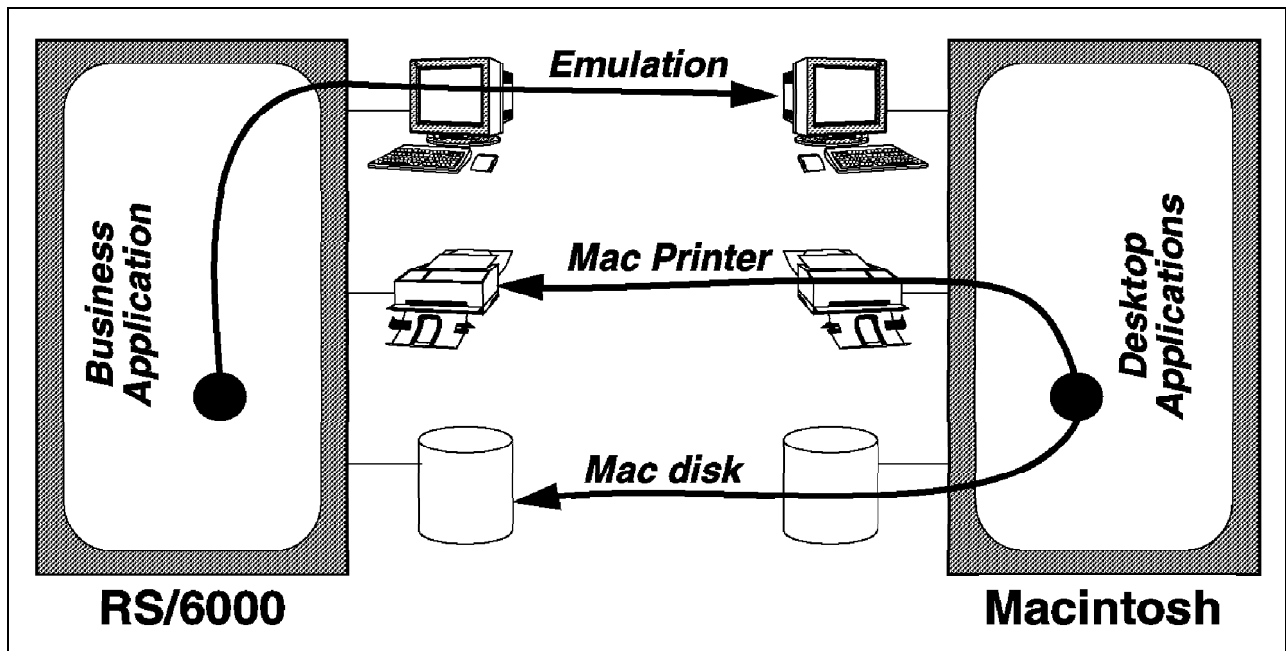 Emulation
Business
Application
Mac Printer
Desktop
Applications
Mac disk
RS/6000
Macintosh